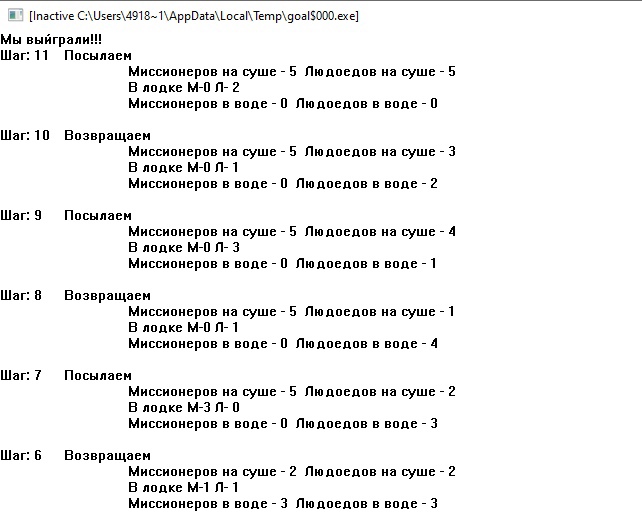 [Inactive C:\Users\4918~1\AppData\Local\Temp\goal$000.exe]
Мы выйграли!!!
Шаг: 11 Посылаем
Миссионеров на суше - 5 Людоедов на суше - 5
В лодке М-0 Л- 2
Миссионеров в воде - 0 Людоедов в воде - 0
Шаг: 10 Возвращаем
Миссионеров на суше - 5 Людоедов на суше - 3
В лодке М-0 Л- 1
Миссионеров в воде - 0 Людоедов в воде - 2
Шаг: 9 Посылаем
Миссионеров на суше - 5 Людоедов на суше - 4
В лодке М-0 Л- 3
Миссионеров в воде - 0 Людоедов в воде - 1
Шаг: 8 Возвращаем
Миссионеров на суше - 5 Людоедов на суше - 1
В лодке М-0 Л- 1
Миссионеров в воде - 0 Людоедов в воде - 4
Шаг: 7 Посылаем
Миссионеров на суше - 5 Людоедов на суше - 2
В лодке М-3 Л- 0
Миссионеров в воде - 0 Людоедов в воде - 3
Шаг: 6 Возвращаем
Миссионеров на суше - 2 Людоедов на суше - 2
В лодке М-1 Л- 1
Миссионеров в воде - 3 Людоедов в воде - 3